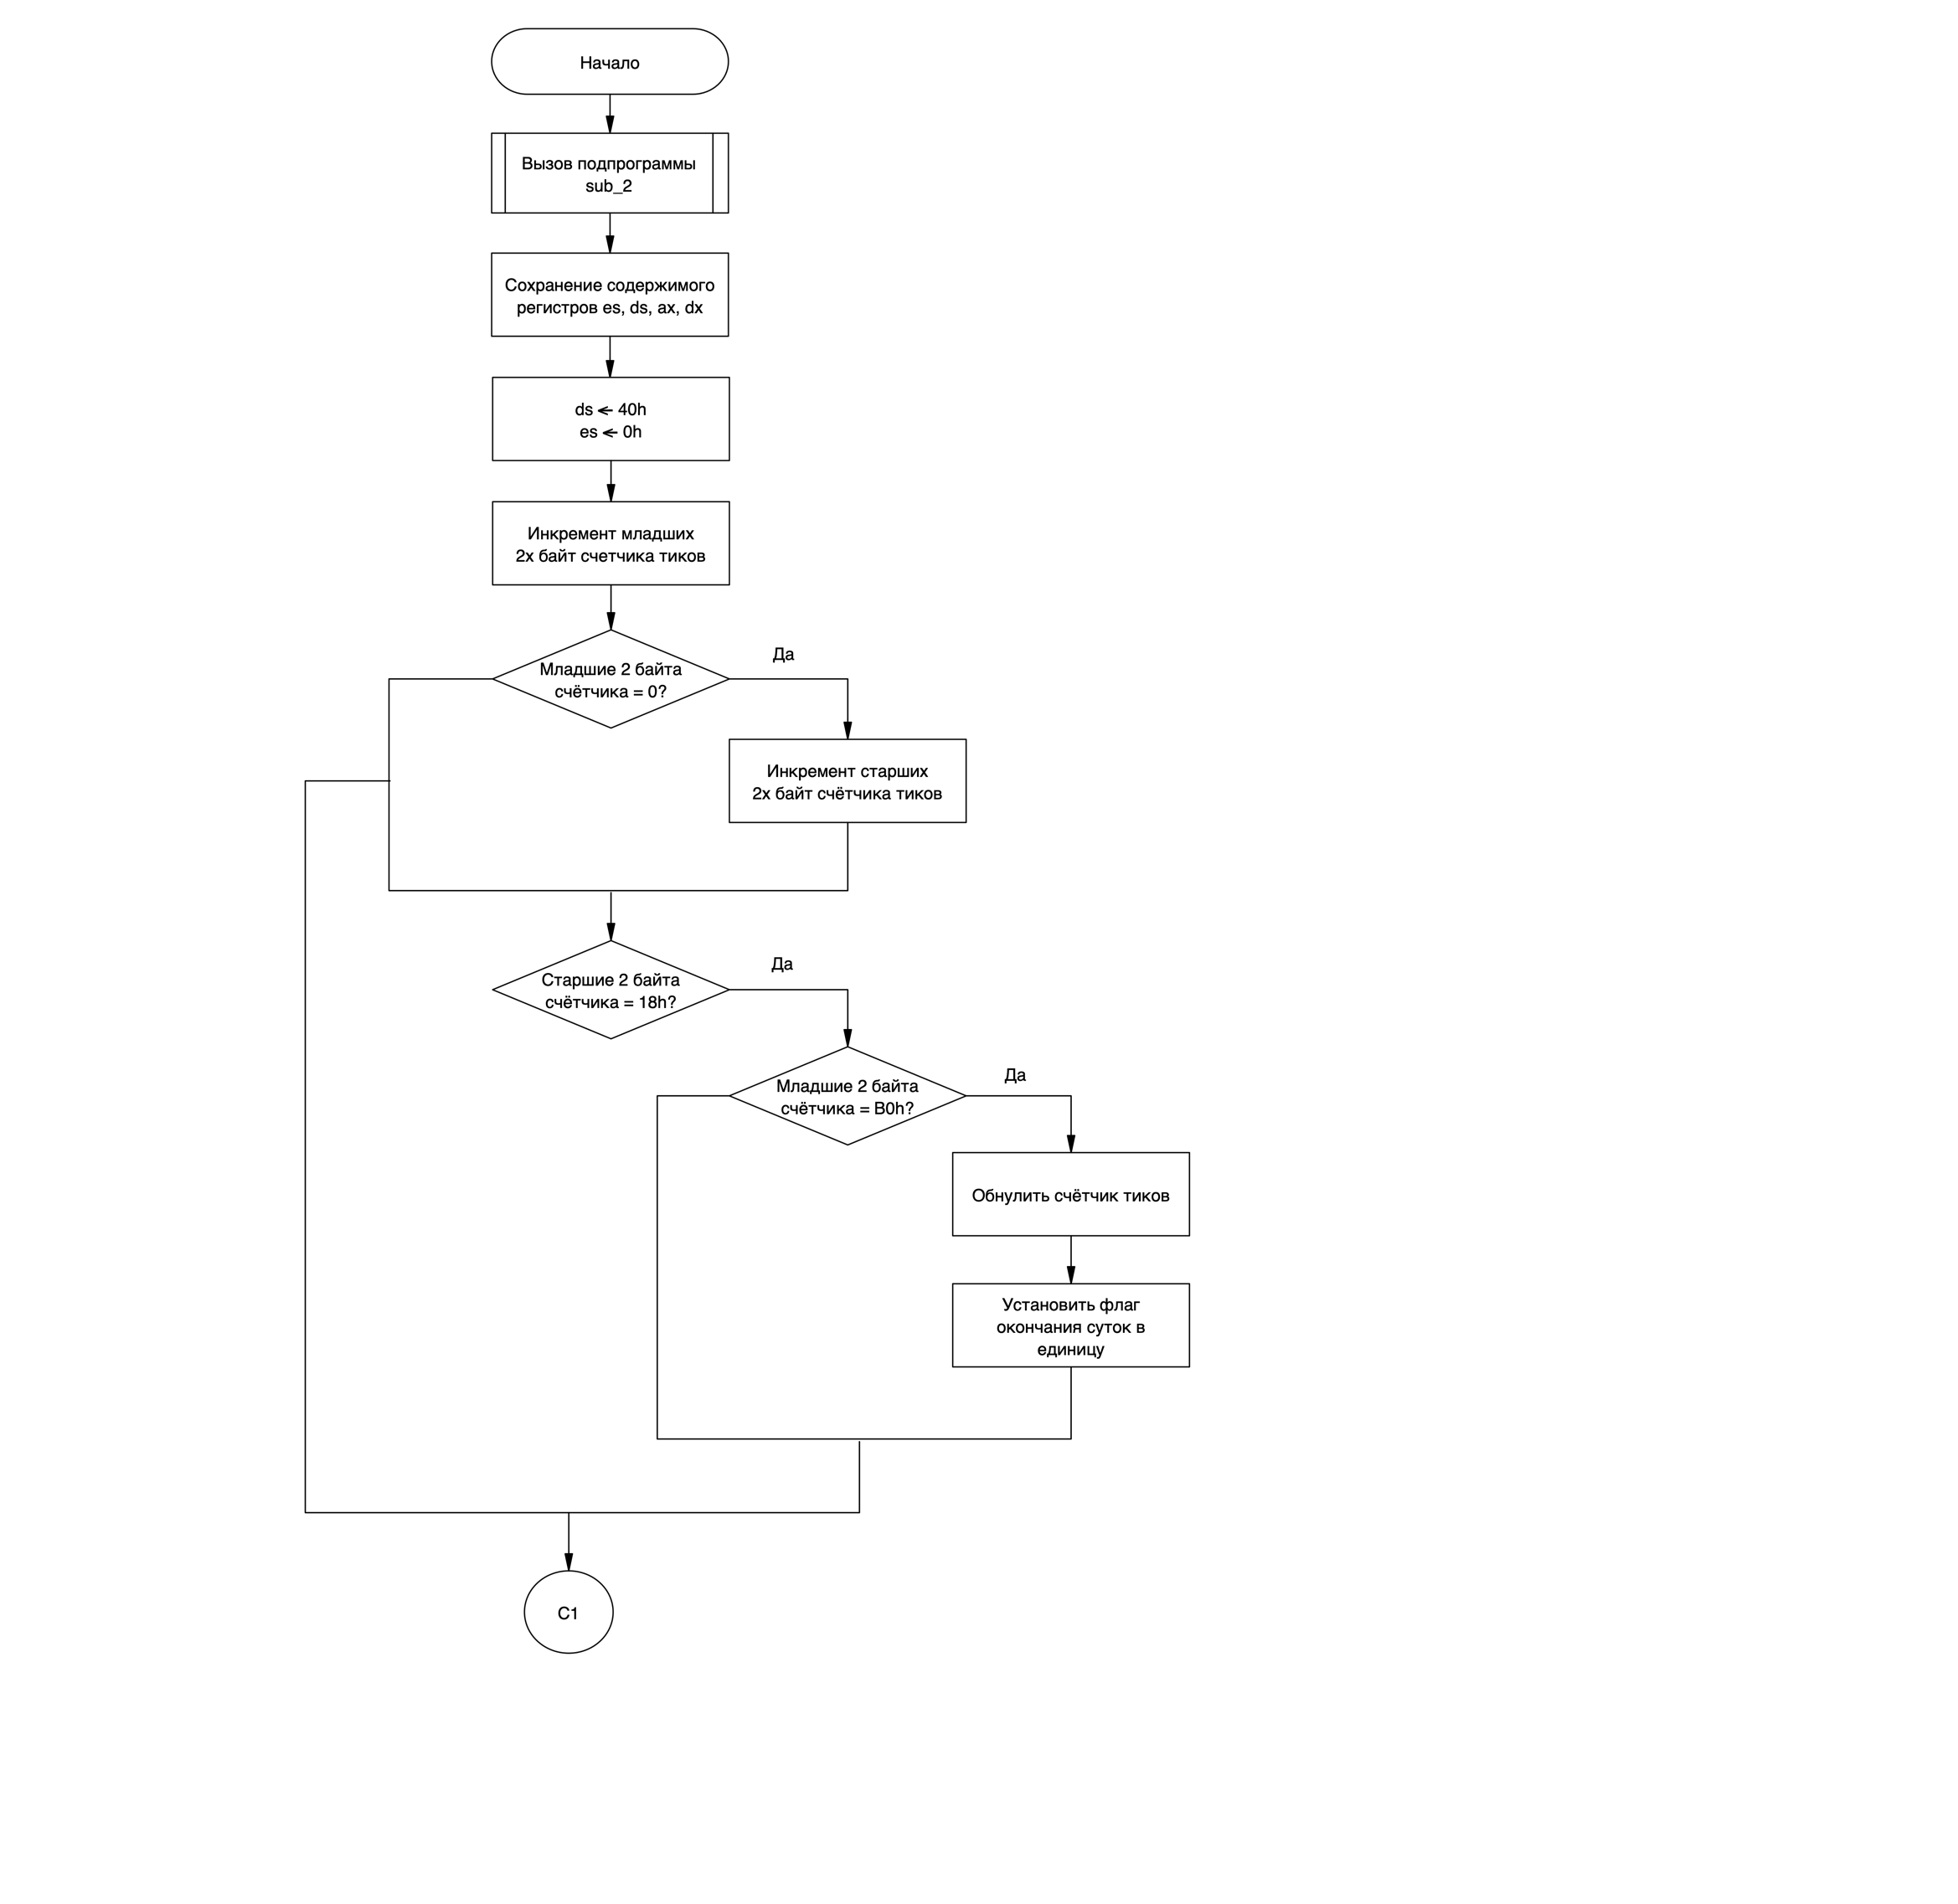 Начало
Вызов подпрограммы
sub_2
Сохранение содержимого
регистров es, ds, ax, dx
ds ← 40h
es ← 0h
Инкремент младших
2х байт счетчика тиков
Да
Младшие 2 байта
счётчика = 0?
Инкремент старших
2х байт счётчика тиков
Да
Старшие 2 байта
счётчика = 18h?
Да
Младшие 2 байта
счётчика = B0h?
Обнулить счётчик тиков
Установить флаг
окончания суток в
единицу
С1